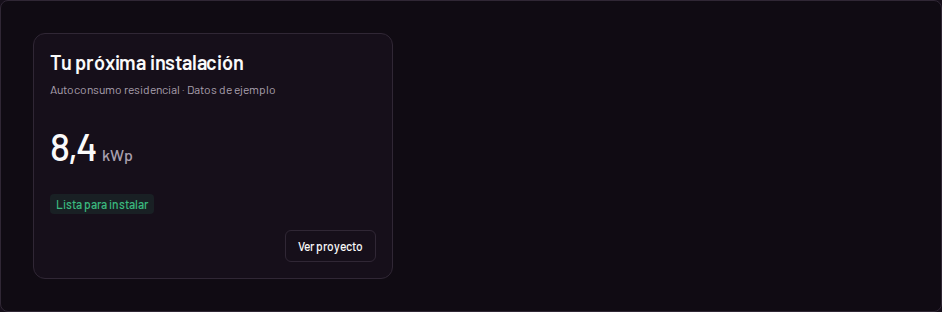 Tu próxima instalación
Autoconsumo residencial · Datos de ejemplo
8,4 kWp
Lista para instalar
Ver proyecto